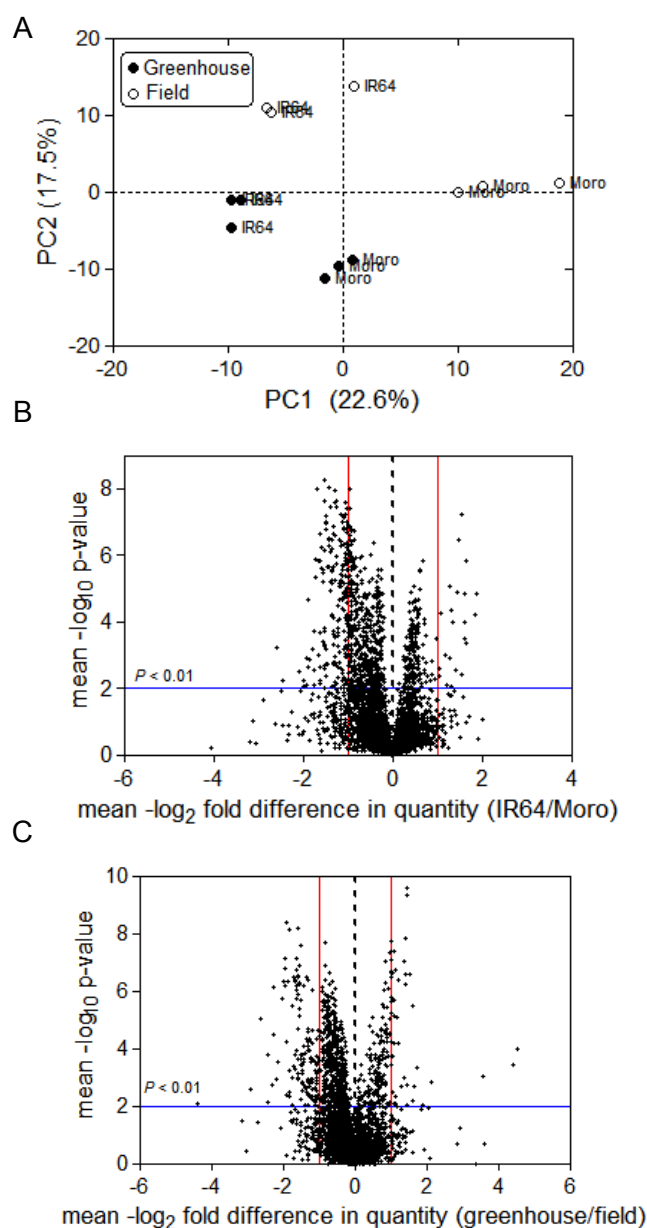 A
Greenhouse
Field
20
10
0
-10
-20
PC2 (17.5%)
IR64
IR64
IR64
Moro
Moro
Moro
IR64
IR64
IR64
Moro
Moro
Moro
-20
-10
0
10
20
PC1 (22.6%)
B
8
6
4
2
0
mean -log10 p-value
P < 0.01
-6
-4
-2
0
2
4
mean -log2 fold difference in quantity (IR64/Moro)
C
10
8
6
4
2
0
mean -log10 p-value
P < 0.01
-6
-4
-2
0
2
4
6
mean -log2 fold difference in quantity (greenhouse/field)